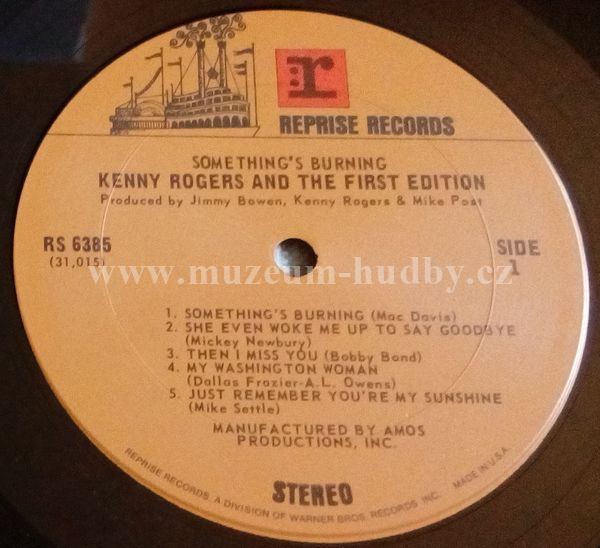 r
REPRISE RECORDS
SOMETHING'S BURNING
KENNY ROGERS AND THE FIRST EDITION
Produced by Jimmy Bowen, Kenny Rogers & Mike Post
RS 6385
(31,015)
SIDE
1
www.muzeum-hudby.cz
1. SOMETHING'S BURNING (Mac Davis)
2. SHE EVEN WOKE ME UP TO SAY GOODBYE
(Mickey Newbury)
3. THEN I MISS YOU (Bobby Bond)
4. MY WASHINGTON WOMAN
(Dallas Frazier-A.L. Owens)
5. JUST REMEMBER YOU'RE MY SUNSHINE
(Mike Settle)
MANUFACTURED BY AMOS
PRODUCTIONS, INC.
STEREO
REPRISE RECORDS, A DIVISION OF WARNER BROS. RECORDS INC. MADE IN U.S.A.